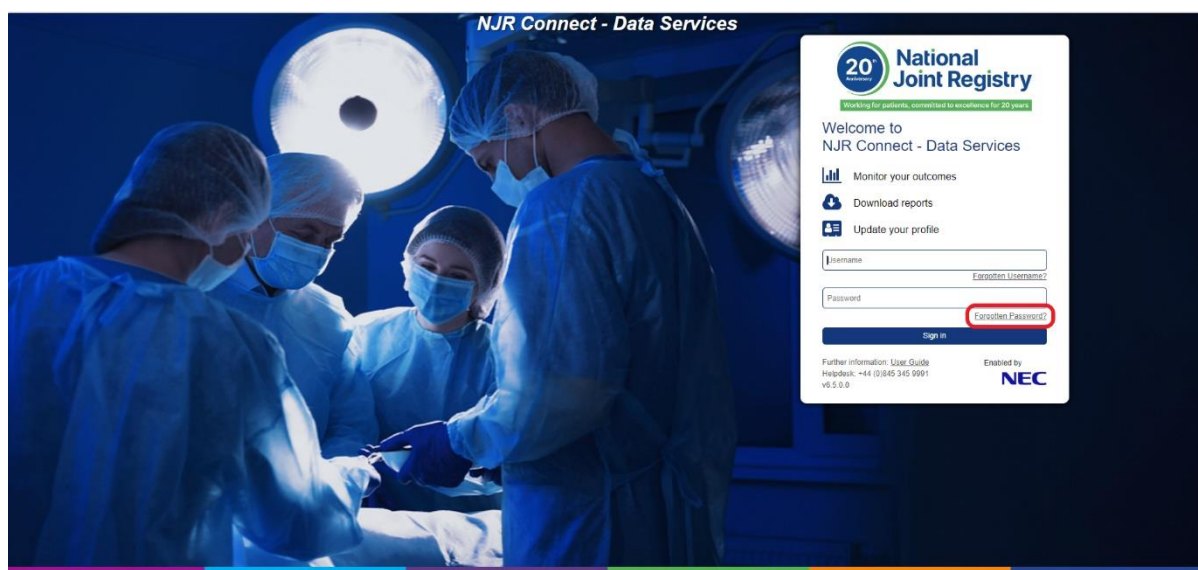 NJR Connect - Data Services
20th
Anniversary
National
Joint Registry
Working for patients, committed to excellence for 20 years
Welcome to
NJR Connect - Data Services
Monitor your outcomes
Download reports
Update your profile
Username
Forgotten Username?
Password
Forgotten Password?
Sign in
Further information: User Guide
Helpdesk: +44 (0)845 345 9991
v6.5.0.0
Enabled by
NEC